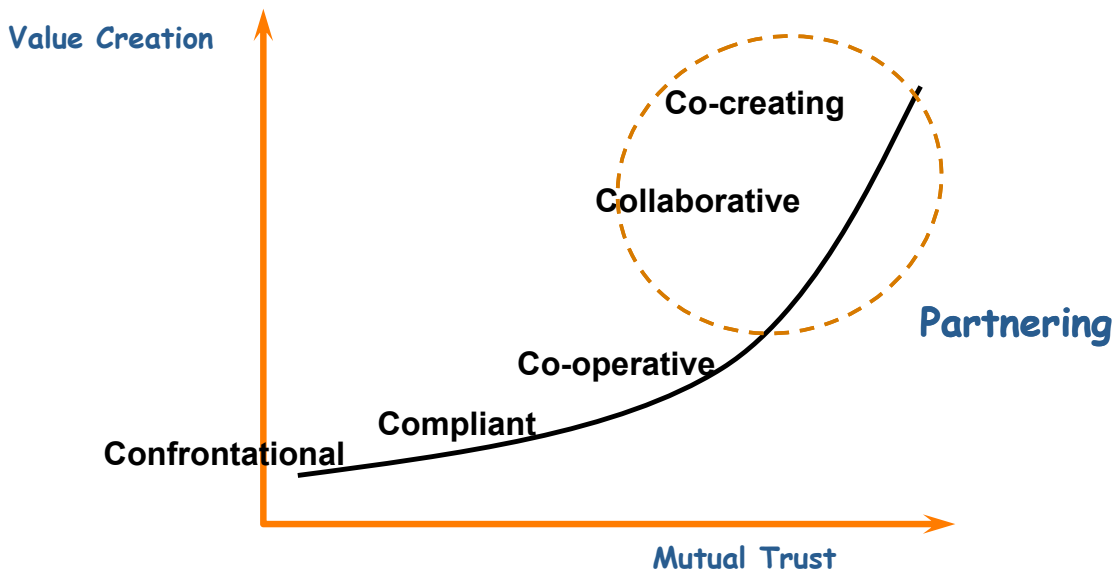 Value Creation
Co-creating
Collaborative
Partnering
Co-operative
Compliant
Confrontational
Mutual Trust